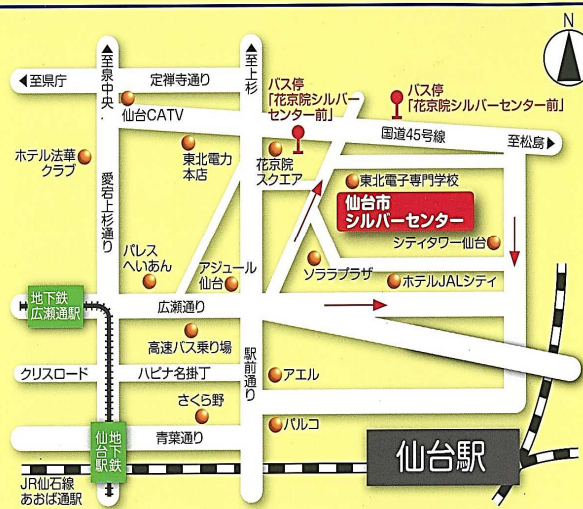 N
▲至泉中央
▲至上杉
◀至県庁
定禅寺通り
バス停
「花京院シルバー
センター前」
バス停
「花京院シルバーセンター前」
仙台CATV
国道45号線
至松島▶
ホテル法華
クラブ
東北電力
本店
花京院
スクエア
東北電子専門学校
愛宕上杉通り
仙台市
シルバーセンター
シティタワー仙台
パレス
へいあん
アジュール
仙台
ソララプラザ
ホテルJALシティ
地下鉄
広瀬通駅
広瀬通り
高速バス乗り場
駅前通り
クリスロード
ハピナ名掛丁
アエル
さくら野
パルコ
地下鉄
仙台駅
青葉通り
仙台駅
JR仙石線
あおば通駅